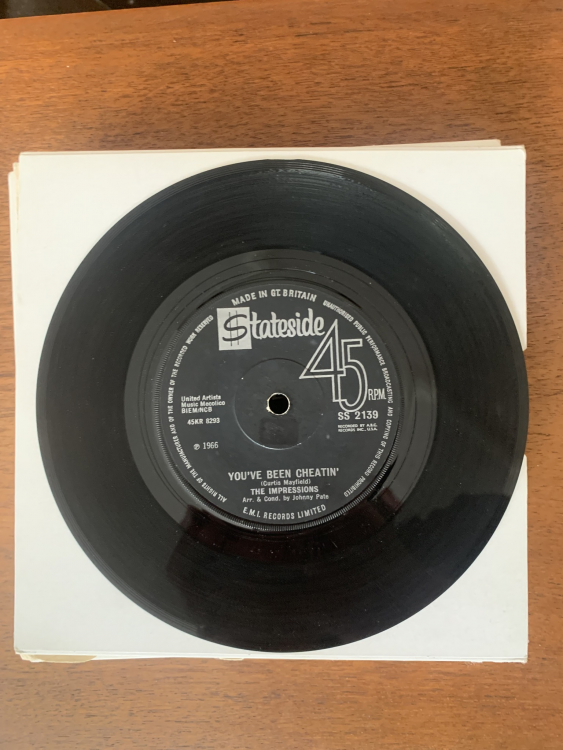 MADE IN GT. BRITAIN
UNAUTHORISED PUBLIC PERFORMANCE BROADCASTING AND COPYING OF THIS RECORD PROHIBITED
ALL RIGHTS OF THE MANUFACTURER AND OF THE OWNER OF THE RECORDED WORK RESERVED
Stateside
45 RPM
United Artists
Music Mecolico
BIEM/NCB
45KR 8293
℗ 1966
SS 2139
RECORDED BY A.B.C.
RECORDS INC., U.S.A.
YOU'VE BEEN CHEATIN'
(Curtis Mayfield)
THE IMPRESSIONS
Arr. & Cond. by Johnny Pate
E.M.I. RECORDS LIMITED